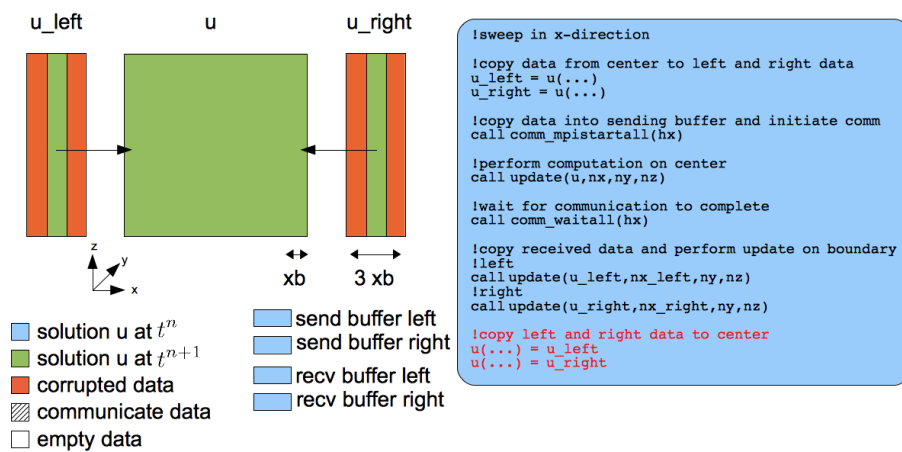 u_left
u
u_right
z
y
x
xb
3 xb
solution u at t^n
solution u at t^{n+1}
corrupted data
communicate data
empty data
send buffer left
send buffer right
recv buffer left
recv buffer right
!sweep in x-direction
!copy data from center to left and right data
u_left = u(...)
u_right = u(...)
!copy data into sending buffer and initiate comm
call comm_mpistartall(hx)
!perform computation on center
call update(u,nx,ny,nz)
!wait for communication to complete
call comm_waitall(hx)
!copy received data and perform update on boundary
!left
call update(u_left,nx_left,ny,nz)
!right
call update(u_right,nx_right,ny,nz)
!copy left and right data to center
u(...) = u_left
u(...) = u_right